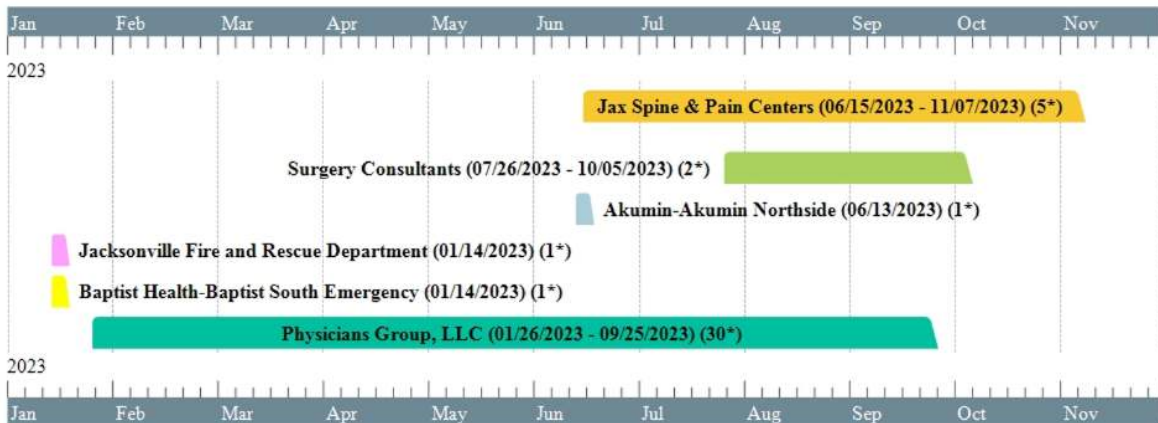 Jan Feb Mar Apr May Jun Jul Aug Sep Oct Nov
2023
Jax Spine & Pain Centers (06/15/2023 - 11/07/2023) (5*)
Surgery Consultants (07/26/2023 - 10/05/2023) (2*)
Akumin-Akumin Northside (06/13/2023) (1*)
Jacksonville Fire and Rescue Department (01/14/2023) (1*)
Baptist Health-Baptist South Emergency (01/14/2023) (1*)
Physicians Group, LLC (01/26/2023 - 09/25/2023) (30*)
2023
Jan Feb Mar Apr May Jun Jul Aug Sep Oct Nov